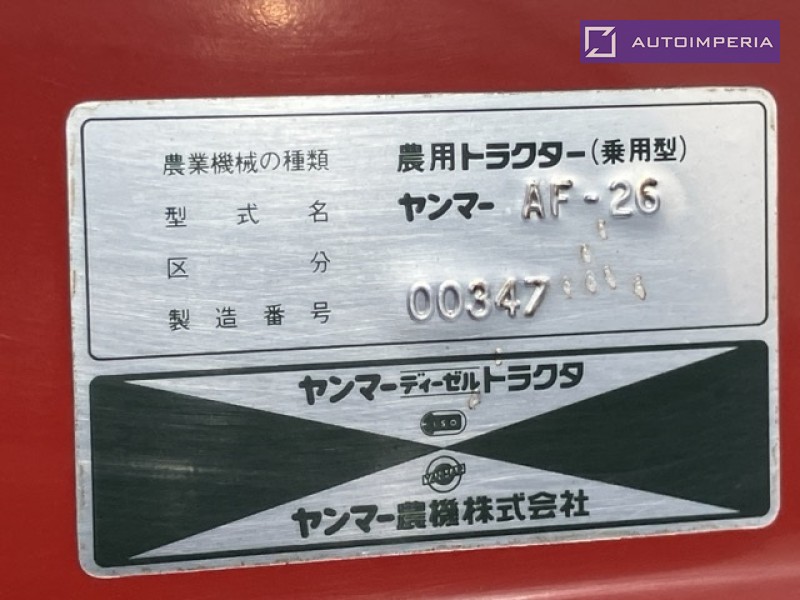 AUTOIMPERIA
農業機械の種類 農用トラクター(乗用型)
型式名 ヤンマー AF-26
区分
製造番号 00347
ヤンマーディーゼルトラクタ
YANMAR
ヤンマー農機株式会社